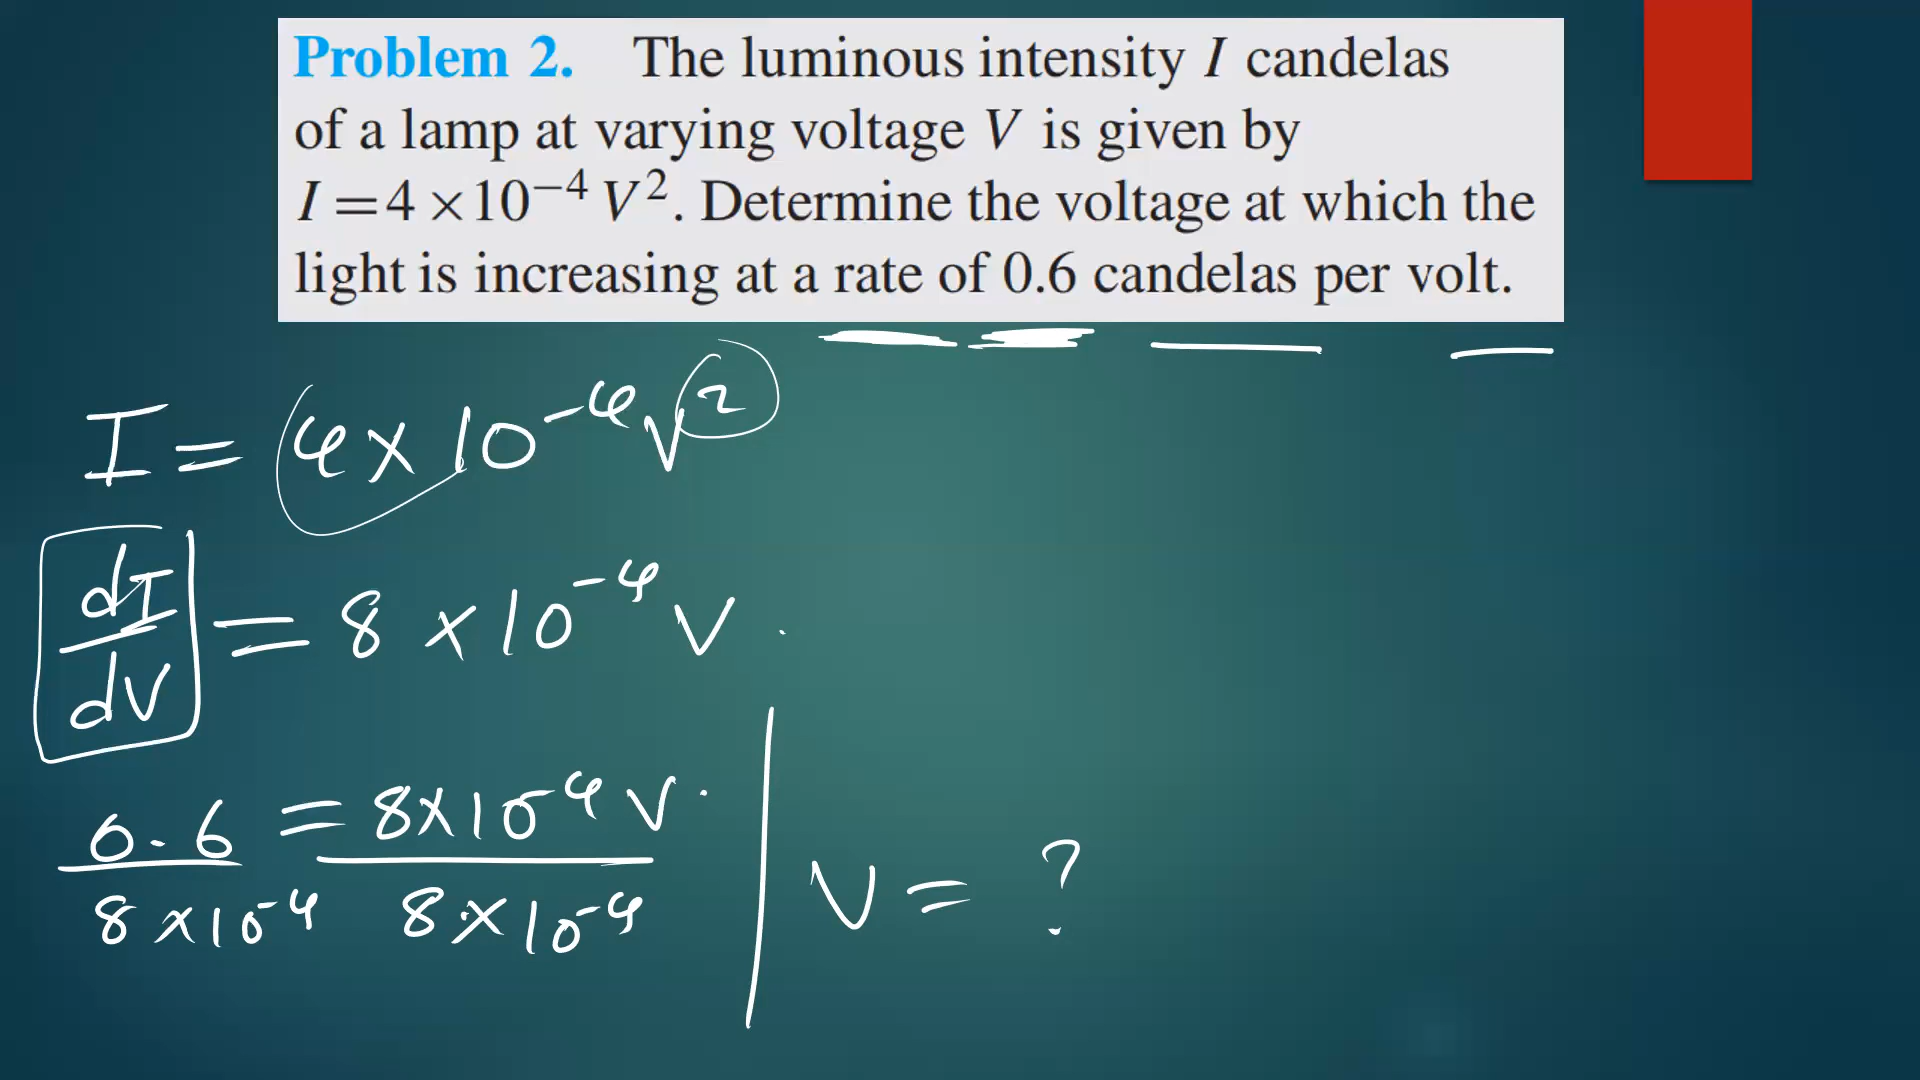 Problem 2. The luminous intensity I candelas
of a lamp at varying voltage V is given by
I = 4 × 10⁻⁴ V². Determine the voltage at which the
light is increasing at a rate of 0.6 candelas per volt.
I = 4 × 10⁻⁴ V²
dI/dV = 8 × 10⁻⁴ V.
0.6 = 8×10⁻⁴ V.
8 ×10⁻⁴ 8×10⁻⁴
V = ?